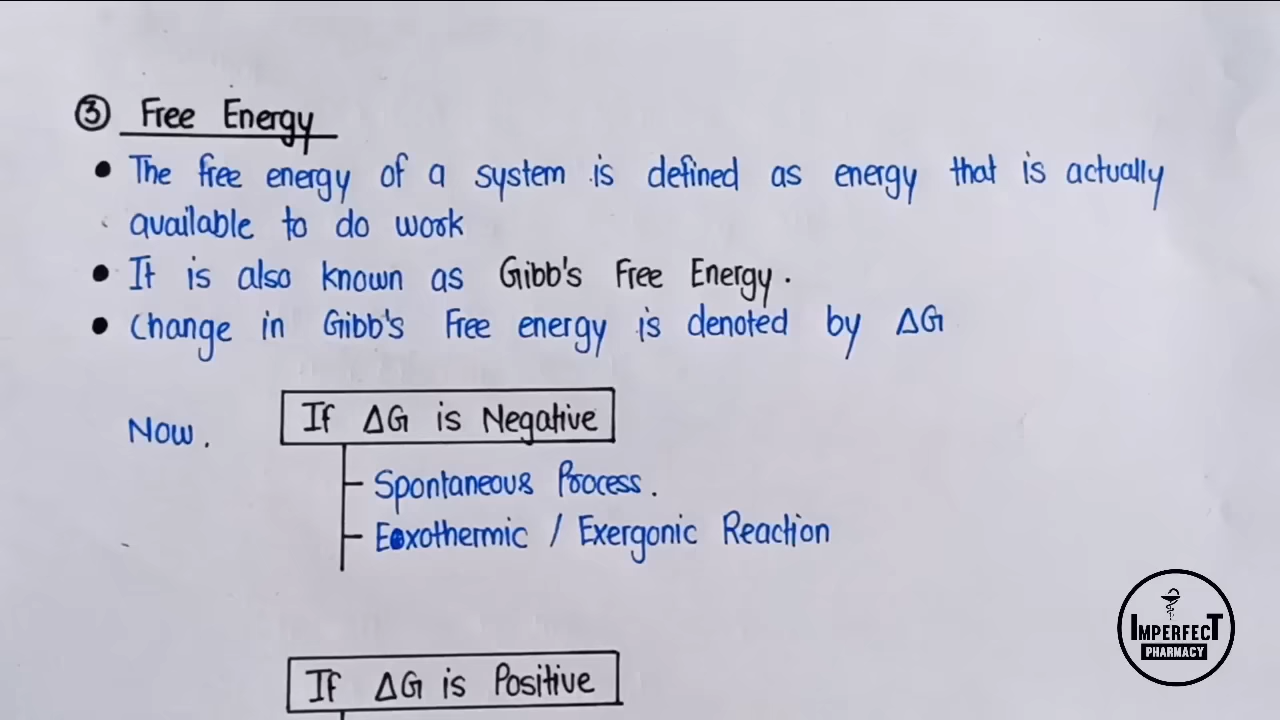 ③ Free Energy
• The free energy of a system is defined as energy that is actually
available to do work
• It is also known as Gibb's Free Energy.
• Change in Gibb's Free energy is denoted by ΔG
Now. If ΔG is Negative
Spontaneous Process.
Exothermic / Exergonic Reaction
If ΔG is Positive
IMPERFECT
PHARMACY